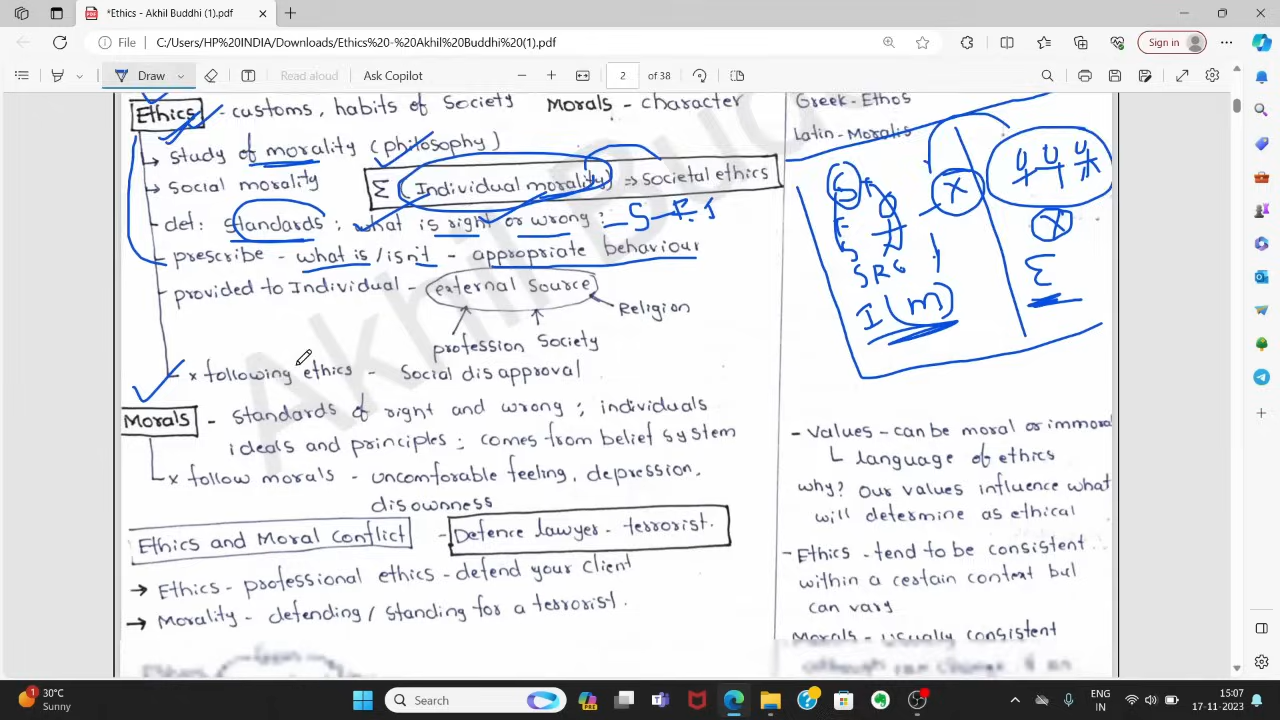 *Ethics - Akhil Buddhi (1).pdf
File C:/Users/HP%20INDIA/Downloads/Ethics%20-%20Akhil%20Buddhi%20(1).pdf
Sign in
Draw
Read aloud
Ask Copilot
2 of 38
Ethics - customs, habits of Society Morals - character
→ study of morality (philosophy)
→ social morality
Σ (Individual morality) ⇒ Societal ethics
- def: standards ; what is right or wrong ;
- prescribe - what is/isn't - appropriate behaviour
- provided to Individual - external source
Religion
profession Society
x following ethics - Social disapproval
Morals - standards of right and wrong ; individuals
ideals and principles ; comes from belief system
x follow morals - uncomforable feeling, depression,
disownness
Ethics and Moral Conflict - Defence lawyer - terrorist.
→ Ethics - professional ethics - defend your client
→ Morality - defending / standing for a terrorist.
Greek - Ethos
Latin - Moralis
S
X
SRG
I (m)
X
Σ
- Values - can be moral or immoral
language of ethics
why? Our values influence what
will determine as ethical
- Ethics - tend to be consistent
within a certain context but
can vary
Morals - usually consistent
Akhil Bud
30°C
Sunny
Search
ENG
IN
15:07
17-11-2023